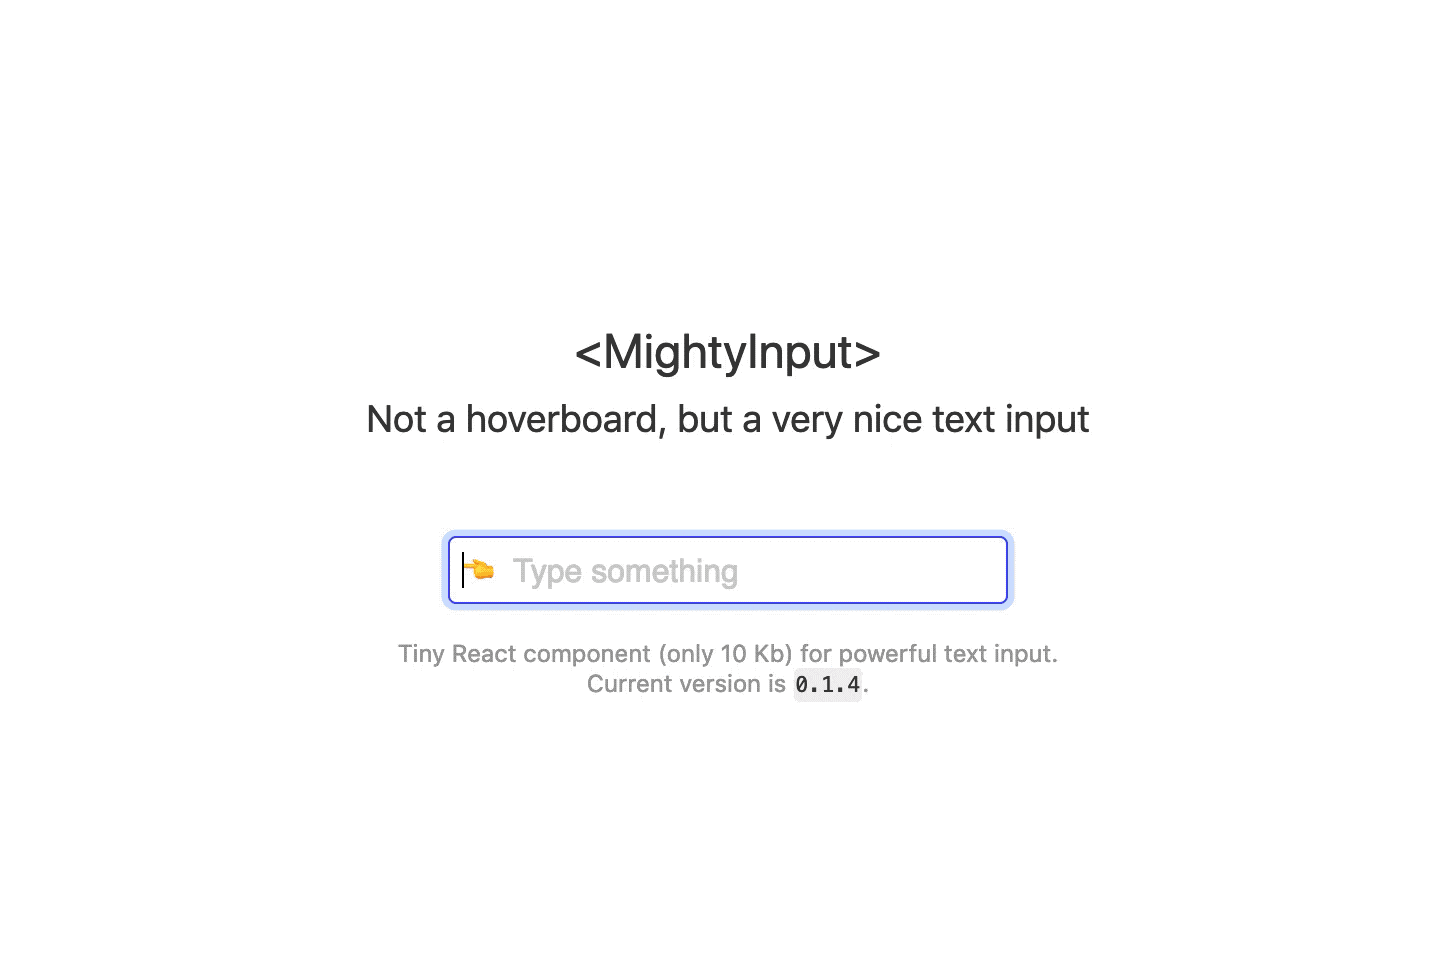 <MightyInput>
Not a hoverboard, but a very nice text input
👈 Type something
Tiny React component (only 10 Kb) for powerful text input.
Current version is 0.1.4.